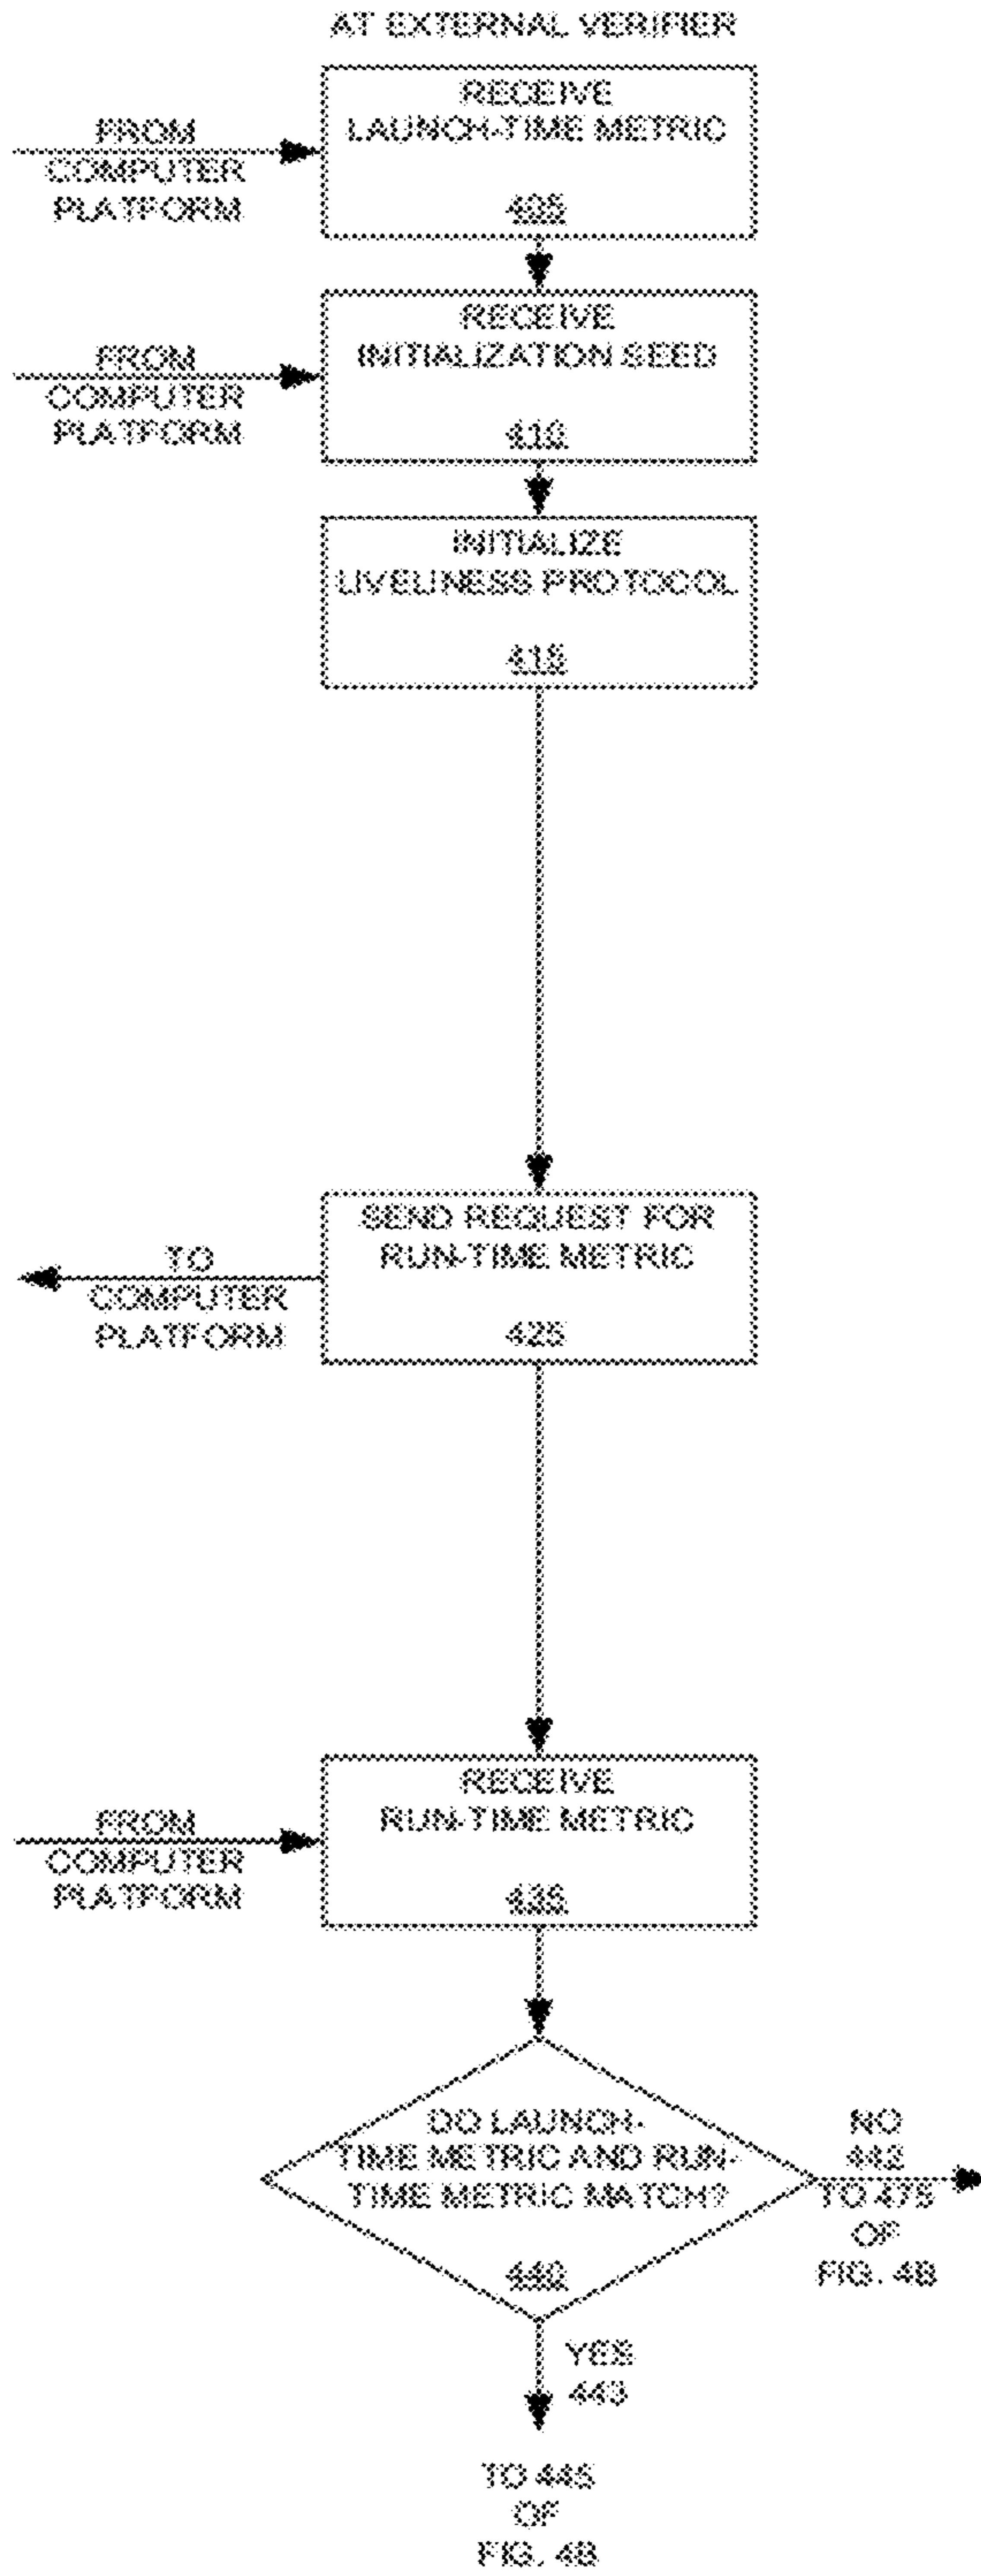 AT EXTERNAL VERIFIER
RECEIVE
LAUNCH-TIME METRIC
405
FROM
COMPUTER
PLATFORM
RECEIVE
INITIALIZATION SEED
410
FROM
COMPUTER
PLATFORM
INITIALIZE
LIVELINESS PROTOCOL
415
SEND REQUEST FOR
RUN-TIME METRIC
425
TO
COMPUTER
PLATFORM
RECEIVE
RUN-TIME METRIC
435
FROM
COMPUTER
PLATFORM
DO LAUNCH-
TIME METRIC AND RUN-
TIME METRIC MATCH?
440
NO
442
TO 475
OF
FIG. 4B
YES
443
TO 445
OF
FIG. 4B